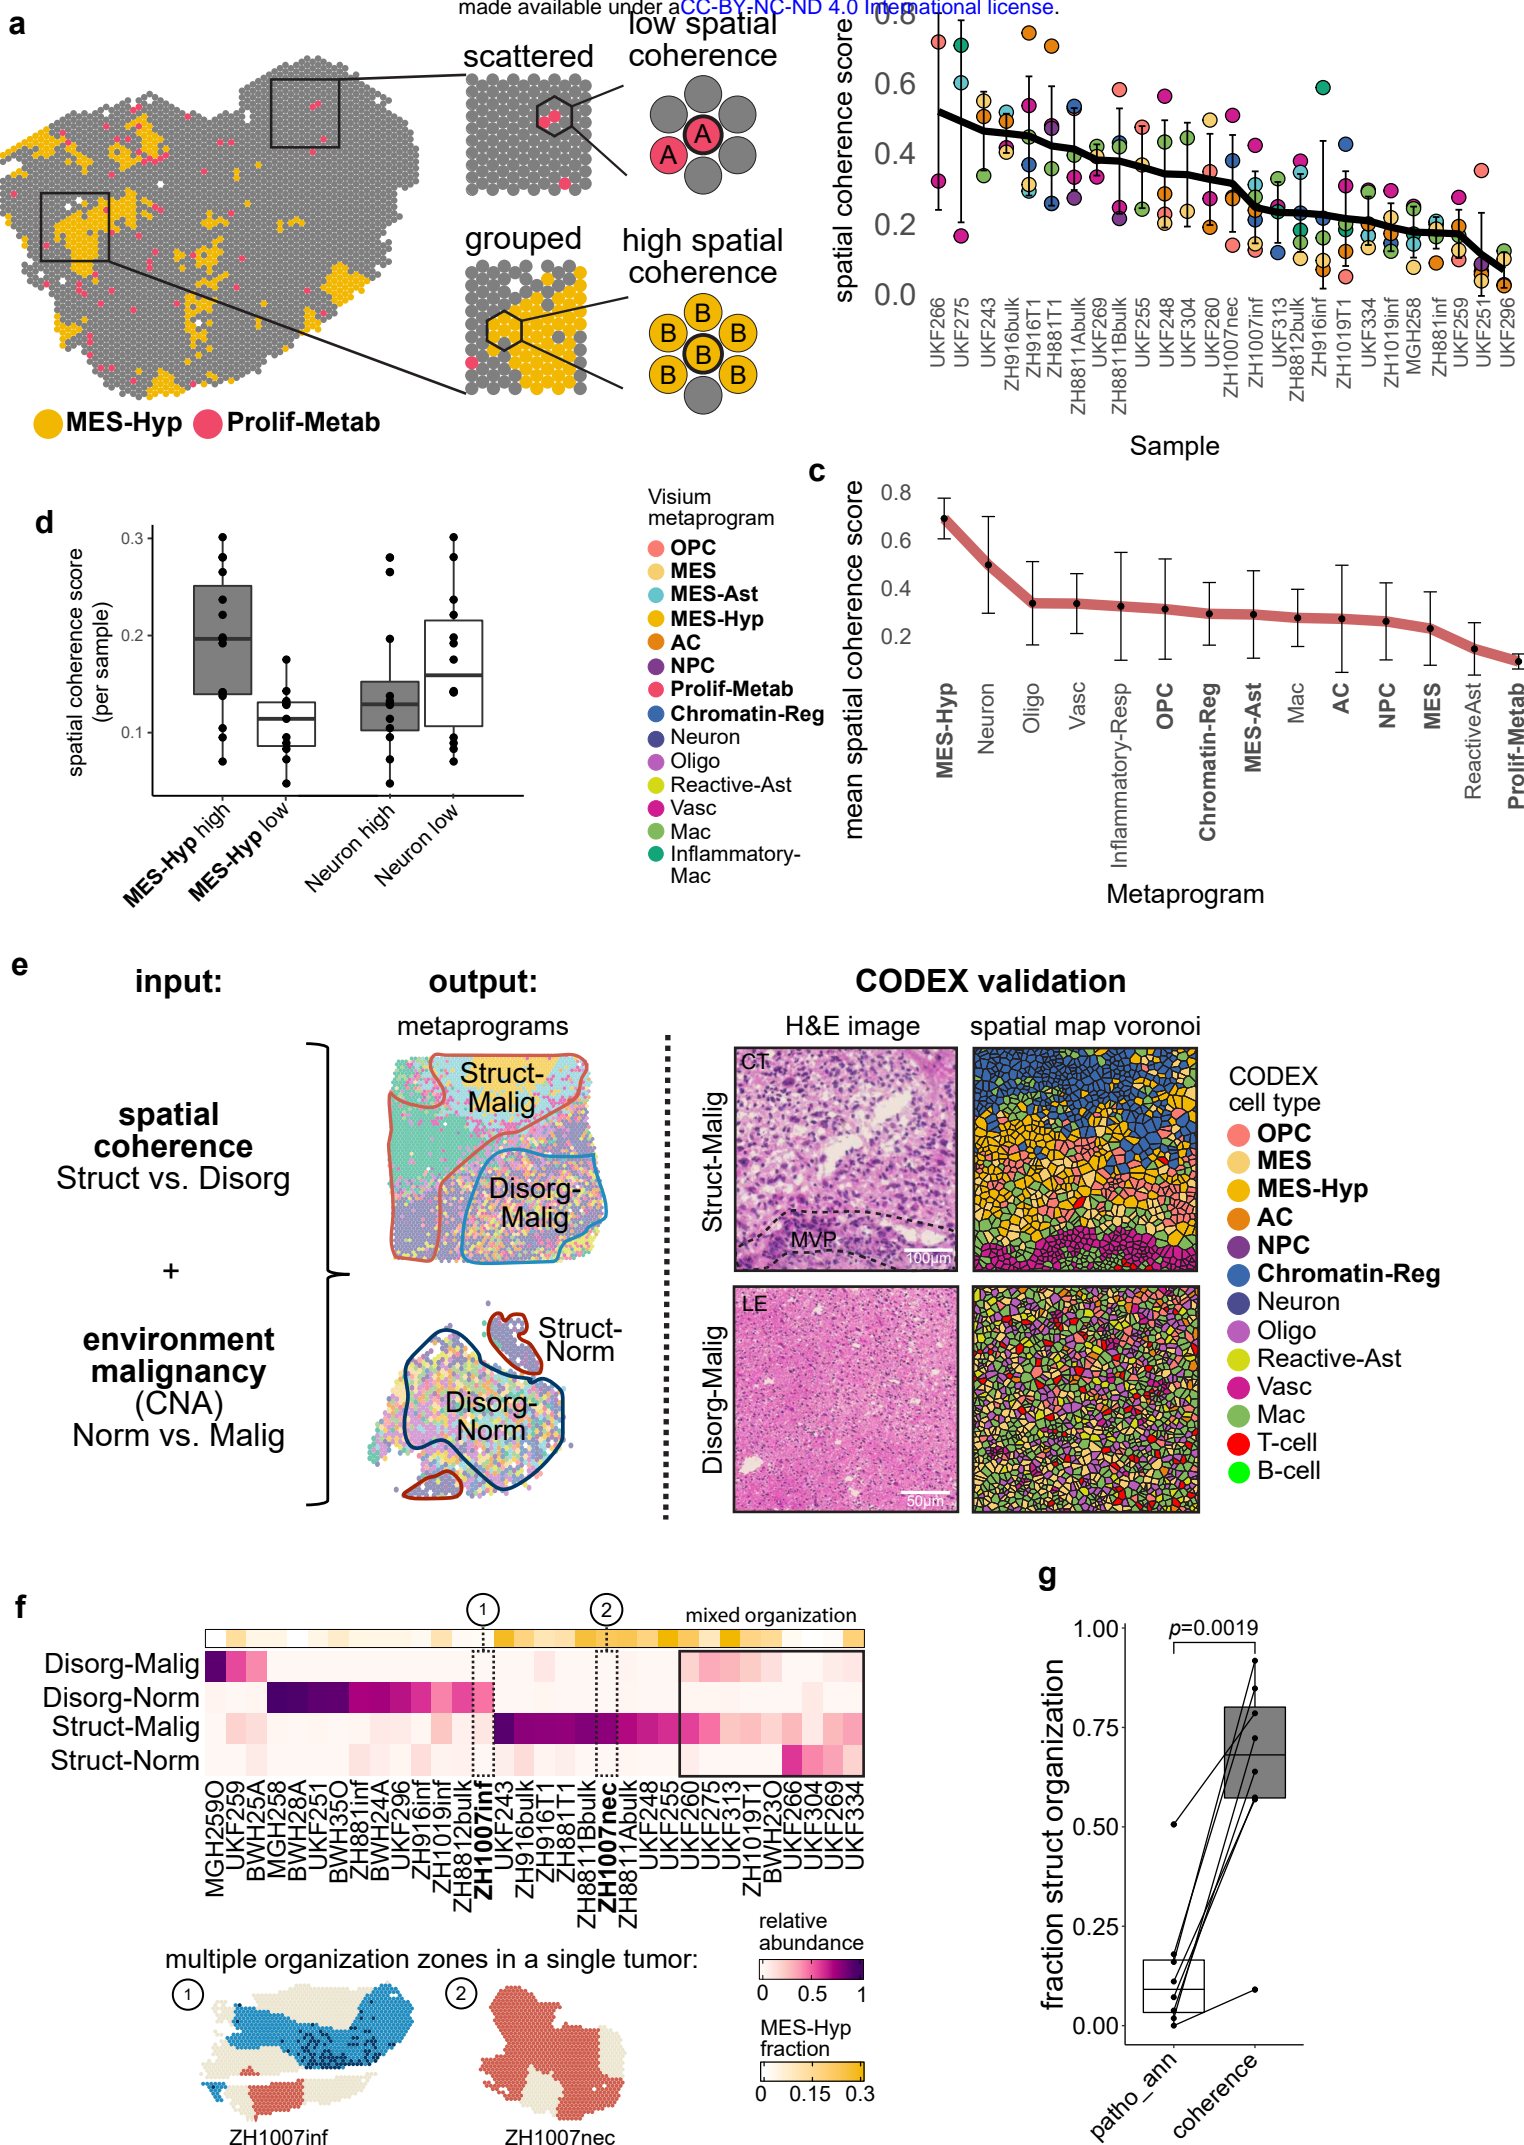 made available under aCC-BY-NC-ND 4.0 International license.
a
scattered
low spatial
coherence
A
A
grouped
high spatial
coherence
B
B
B
B
B
B
MES-Hyp
Prolif-Metab
spatial coherence score
0.8
0.6
0.4
0.2
0.0
UKF266
UKF275
UKF243
ZH916bulk
ZH916T1
ZH881T1
ZH8811Abulk
UKF269
ZH8811Bbulk
UKF255
UKF248
UKF304
UKF260
ZH1007nec
ZH1007inf
UKF313
ZH8812bulk
ZH916inf
ZH1019T1
UKF334
ZH1019inf
MGH258
ZH881inf
UKF259
UKF251
UKF296
Sample
c
mean spatial coherence score
0.8
0.6
0.4
0.2
MES-Hyp
Neuron
Oligo
Vasc
Inflammatory-Resp
OPC
Chromatin-Reg
MES-Ast
Mac
AC
NPC
MES
ReactiveAst
Prolif-Metab
Metaprogram
d
spatial coherence score
(per sample)
0.3
0.2
0.1
MES-Hyp high
MES-Hyp low
Neuron high
Neuron low
Visium
metaprogram
OPC
MES
MES-Ast
MES-Hyp
AC
NPC
Prolif-Metab
Chromatin-Reg
Neuron
Oligo
Reactive-Ast
Vasc
Mac
Inflammatory-
Mac
e
input:
output:
CODEX validation
metaprograms
H&E image
spatial map voronoi
spatial
coherence
Struct vs. Disorg
+
environment
malignancy
(CNA)
Norm vs. Malig
Struct-
Malig
Disorg-
Malig
Struct-
Norm
Disorg-
Norm
Struct-Malig
CT
MVP
100µm
Disorg-Malig
LE
50µm
CODEX
cell type
OPC
MES
MES-Hyp
AC
NPC
Chromatin-Reg
Neuron
Oligo
Reactive-Ast
Vasc
Mac
T-cell
B-cell
f
1
2
mixed organization
Disorg-Malig
Disorg-Norm
Struct-Malig
Struct-Norm
MGH259O
UKF259
BWH25A
MGH258
BWH28A
UKF251
BWH35O
ZH881inf
BWH24A
UKF296
ZH916inf
ZH1019inf
ZH8812bulk
ZH1007inf
UKF243
ZH916bulk
ZH916T1
ZH881T1
ZH8811Bbulk
ZH1007nec
ZH8811Abulk
UKF248
UKF255
UKF260
UKF275
UKF313
ZH1019T1
BWH23O
UKF266
UKF304
UKF269
UKF334
relative
abundance
0 0.5 1
MES-Hyp
fraction
0 0.15 0.3
multiple organization zones in a single tumor:
1
2
ZH1007inf
ZH1007nec
g
fraction struct organization
p=0.0019
1.00
0.75
0.50
0.25
0.00
patho_ann
coherence